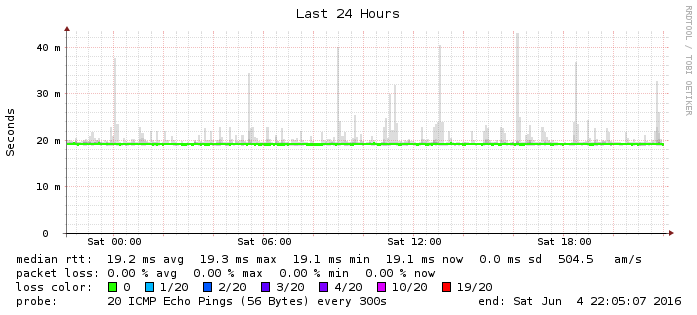 Last 24 Hours
RRDTOOL / TOBI OETIKER
Seconds
40 m
30 m
20 m
10 m
0
Sat 00:00 Sat 06:00 Sat 12:00 Sat 18:00
median rtt: 19.2 ms avg 19.3 ms max 19.1 ms min 19.1 ms now 0.0 ms sd 504.5 am/s
packet loss: 0.00 % avg 0.00 % max 0.00 % min 0.00 % now
loss color: 0 1/20 2/20 3/20 4/20 10/20 19/20
probe: 20 ICMP Echo Pings (56 Bytes) every 300s end: Sat Jun 4 22:05:07 2016